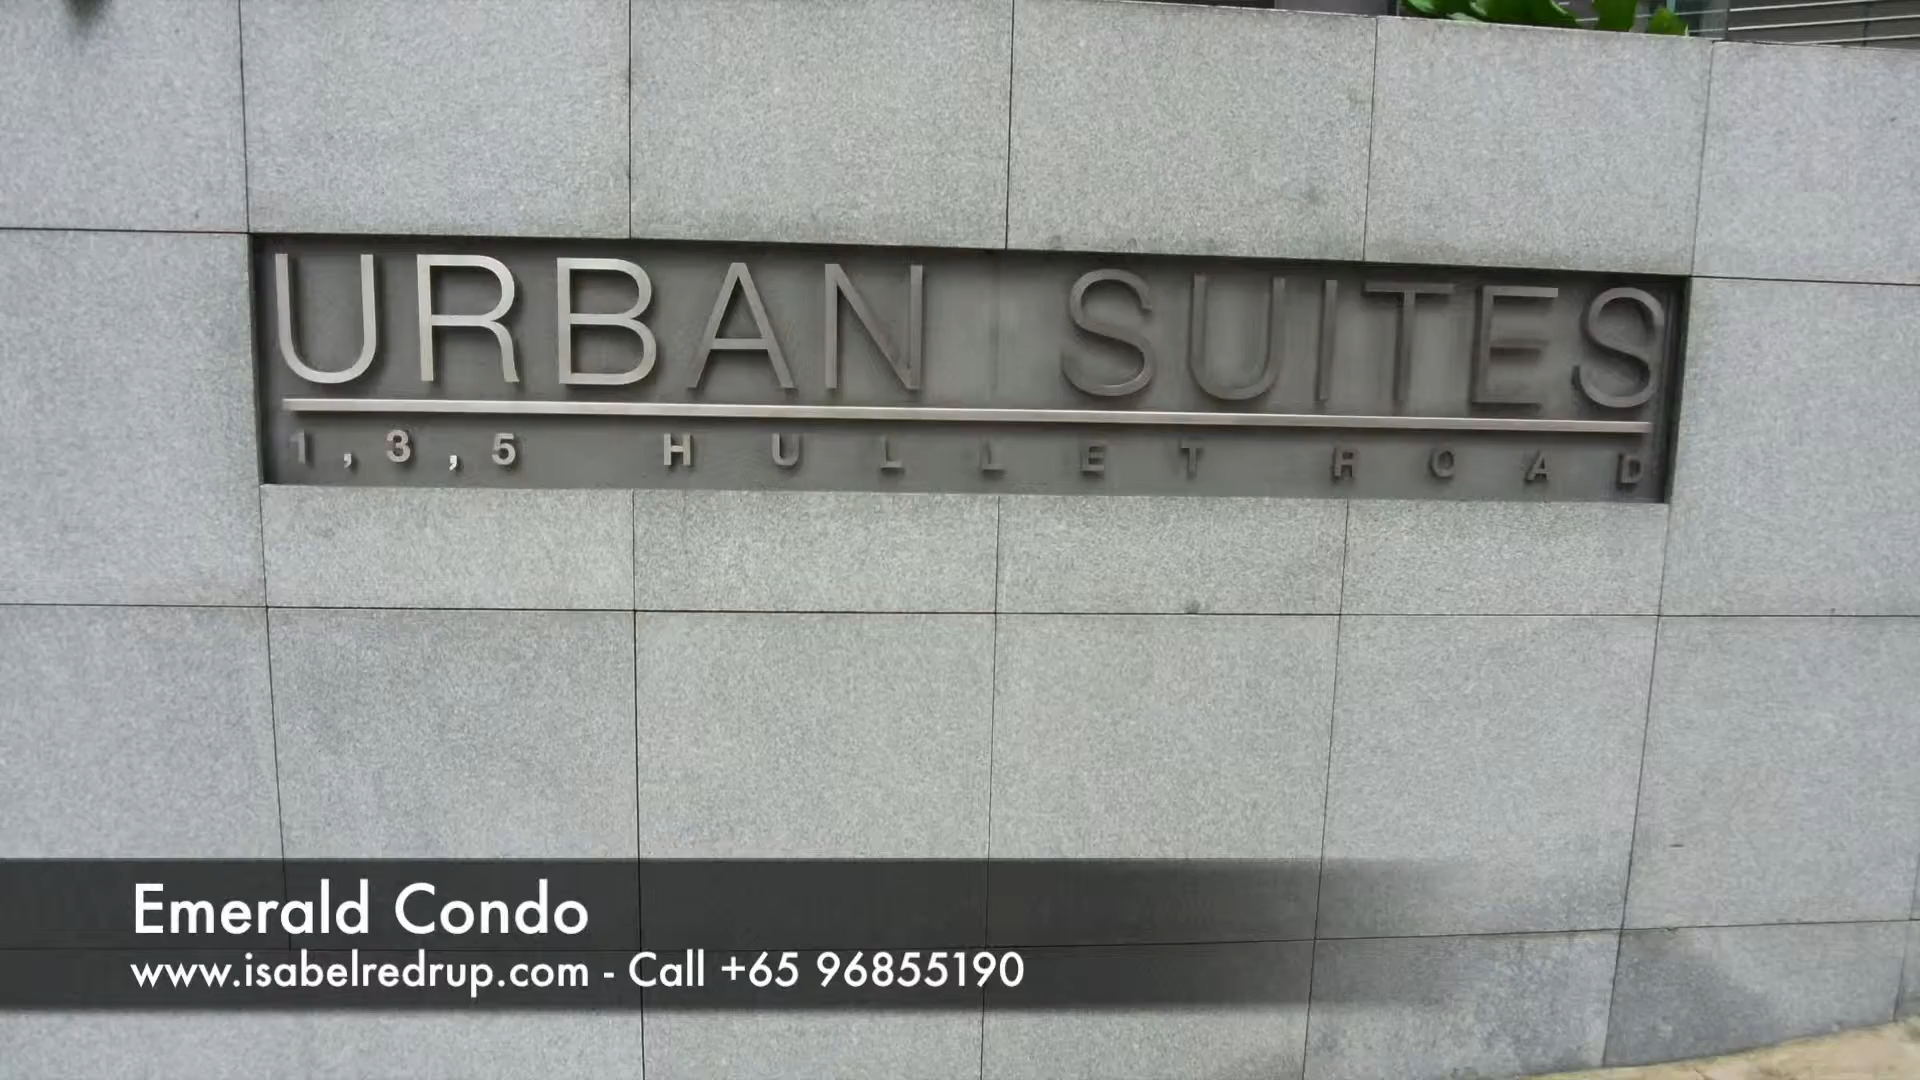 URBAN SUITES
1,3,5 HULLET ROAD
Emerald Condo
www.isabelredrup.com - Call +65 96855190